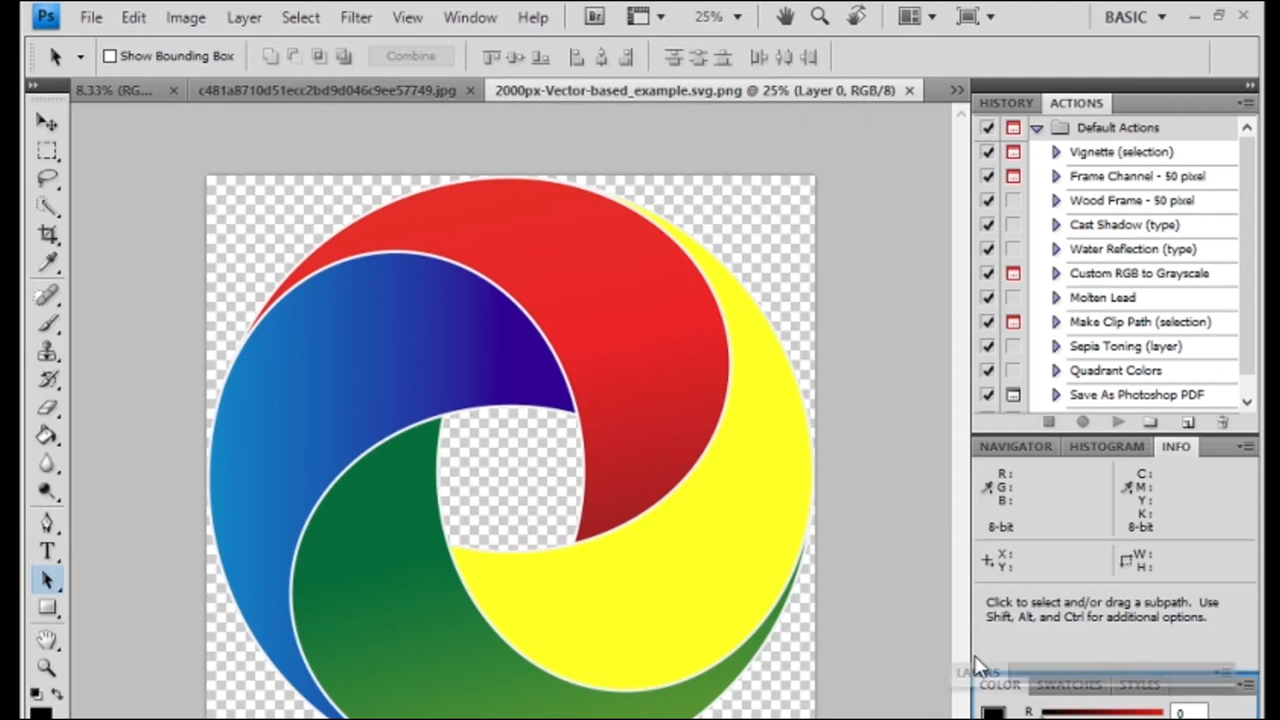 Ps File Edit Image Layer Select Filter View Window Help Br 25% BASIC
Show Bounding Box Combine
8.33% (RG... c481a8710d51ecc2bd9d046c9ee57749.jpg 2000px-Vector-based_example.svg.png @ 25% (Layer 0, RGB/8)
HISTORY ACTIONS
Default Actions
Vignette (selection)
Frame Channel - 50 pixel
Wood Frame - 50 pixel
Cast Shadow (type)
Water Reflection (type)
Custom RGB to Grayscale
Molten Lead
Make Clip Path (selection)
Sepia Toning (layer)
Quadrant Colors
Save As Photoshop PDF
NAVIGATOR HISTOGRAM INFO
R: C:
G: M:
B: Y:
K:
8-bit 8-bit
X: W:
Y: H:
Click to select and/or drag a subpath. Use
Shift, Alt, and Ctrl for additional options.
COLOR SWATCHES STYLES
R 0
T